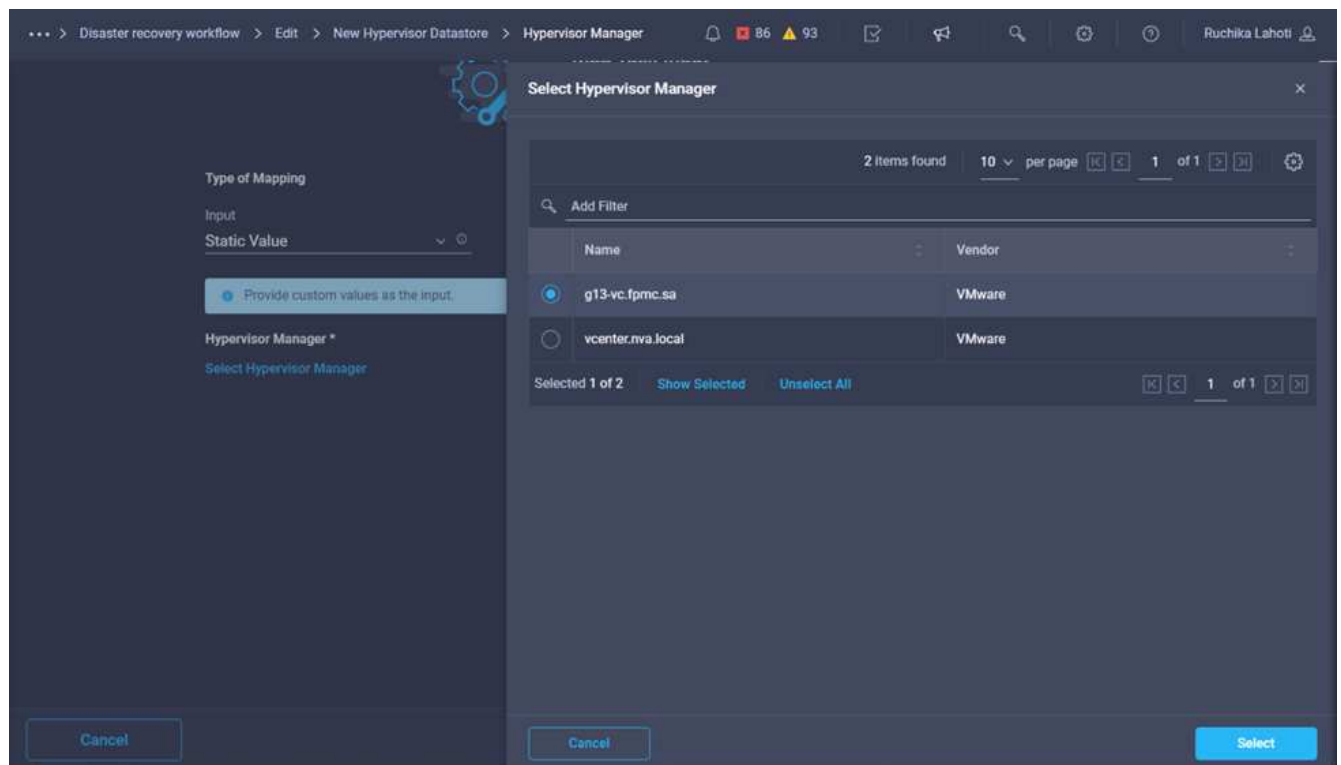 ••• > Disaster recovery workflow > Edit > New Hypervisor Datastore > Hypervisor Manager 86 93 Ruchika Lahoti
Select Hypervisor Manager
2 items found 10 per page 1 of 1
Type of Mapping
Add Filter
Input
Static Value
Name Vendor
Provide custom values as the input.
g13-vc.fpmc.sa VMware
Hypervisor Manager *
vcenter.nva.local VMware
Select Hypervisor Manager
Selected 1 of 2 Show Selected Unselect All 1 of 1
Cancel
Cancel Select